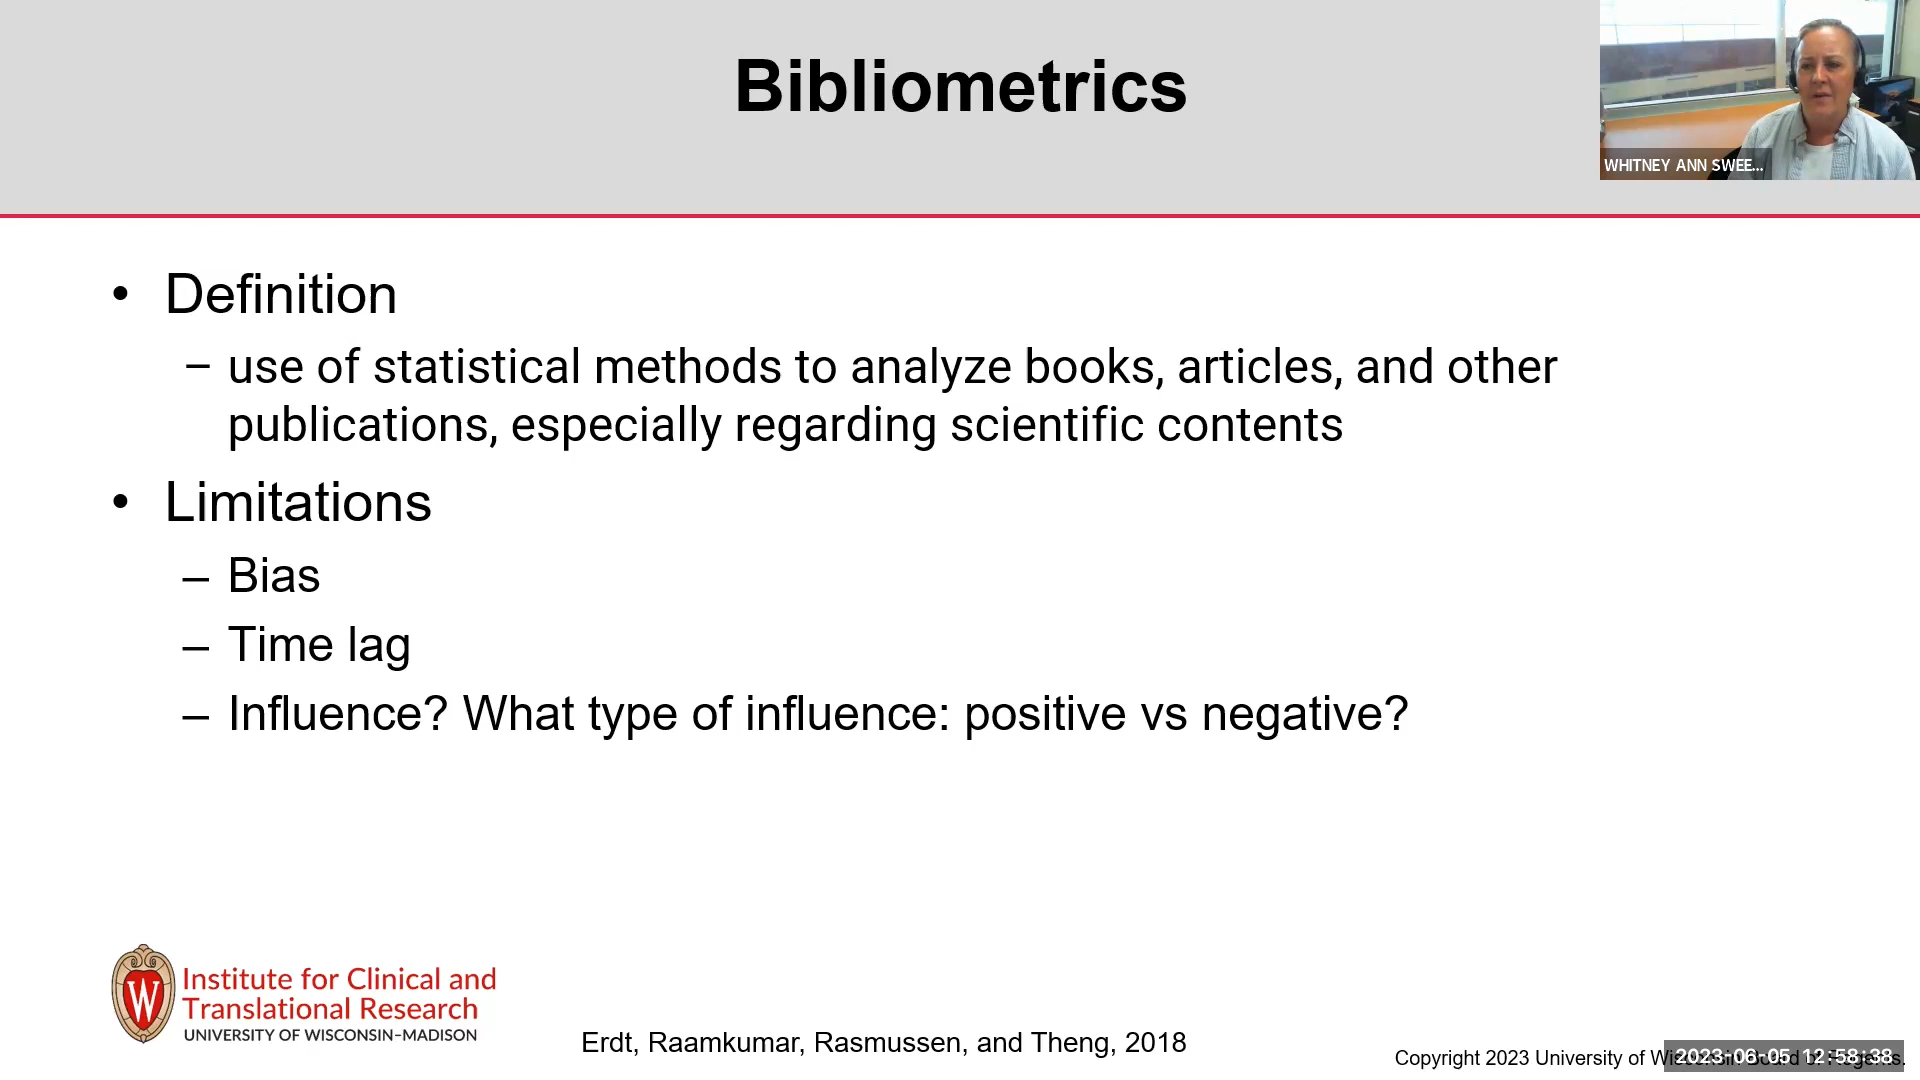 Bibliometrics
WHITNEY ANN SWEE...
• Definition
– use of statistical methods to analyze books, articles, and other
publications, especially regarding scientific contents
• Limitations
– Bias
– Time lag
– Influence? What type of influence: positive vs negative?
W
Institute for Clinical and
Translational Research
UNIVERSITY OF WISCONSIN–MADISON
Erdt, Raamkumar, Rasmussen, and Theng, 2018
Copyright 2023 University of
2023-06-05 12:58:38